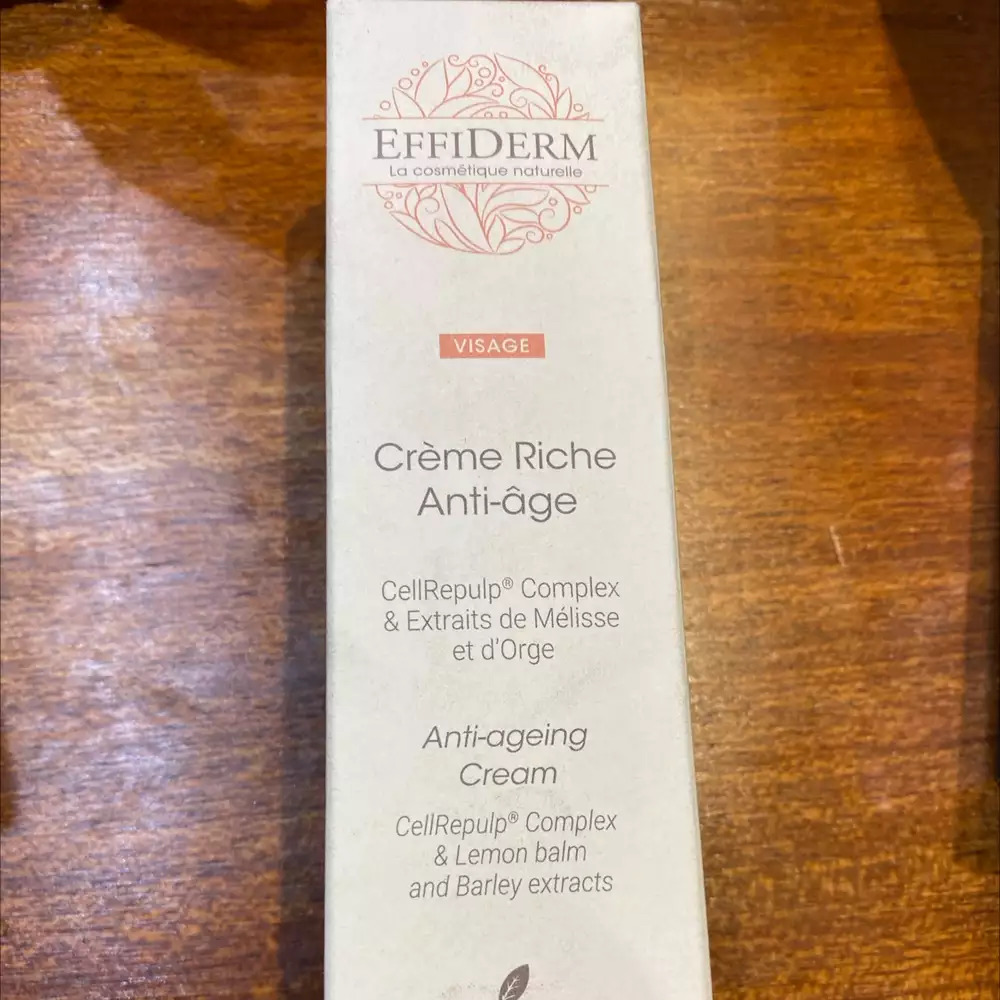 EFFIDERM
La cosmétique naturelle
VISAGE
Crème Riche
Anti-âge
CellRepulp® Complex
& Extraits de Mélisse
et d'Orge
Anti-ageing
Cream
CellRepulp® Complex
& Lemon balm
and Barley extracts